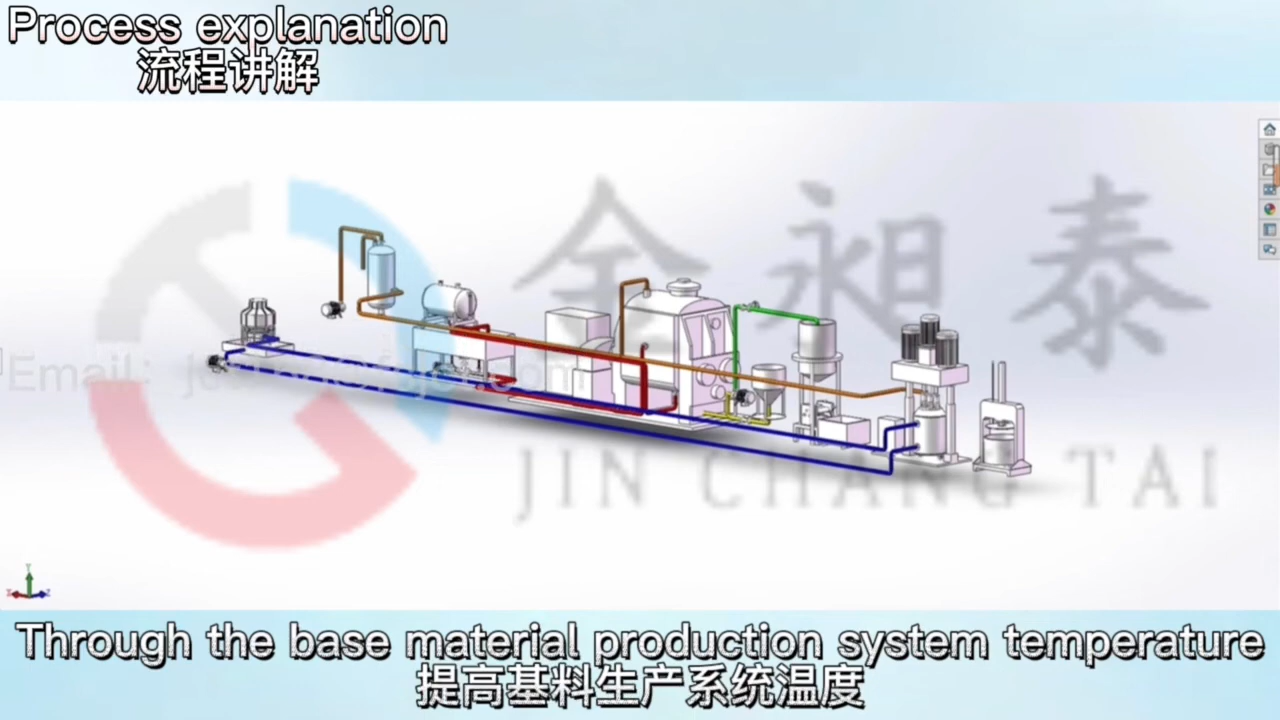 Process explanation
流程讲解
金昶泰
Email:
JIN CHANG TAI
Through the base material production system temperature
提高基料生产系统温度